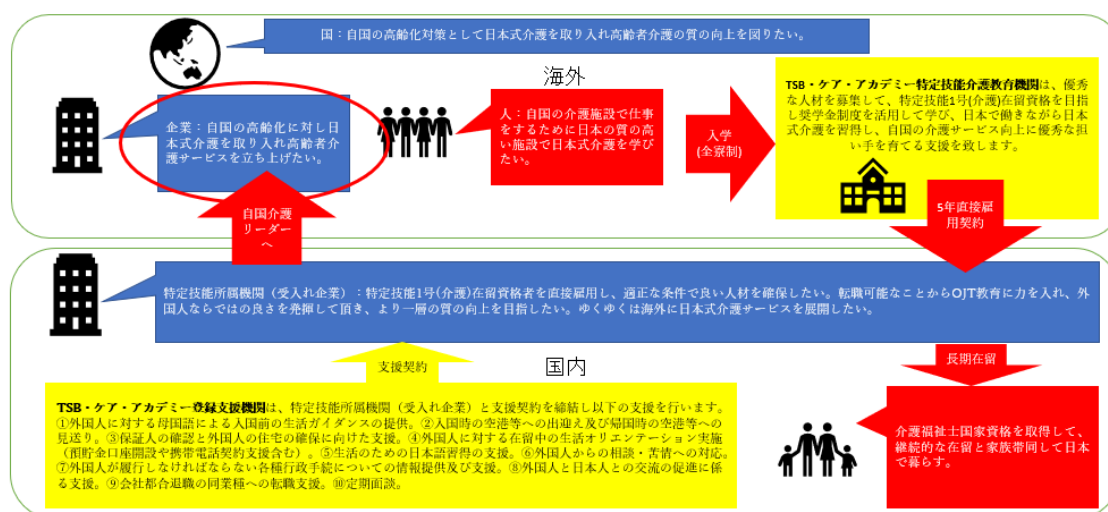 国：自国の高齢化対策として日本式介護を取り入れ高齢者介護の質の向上を図りたい。
海外
企業：自国の高齢化に対し日
本式介護を取り入れ高齢者介
護サービスを立ち上げたい。
人：自国の介護施設で仕事
をするために日本の質の高
い施設で日本式介護を学び
たい。
入学
(全寮制)
TSB・ケア・アカデミー特定技能介護教育機関は、優秀
な人材を募集して、特定技能1号(介護)在留資格を目指
し奨学金制度を活用して学び、日本で働きながら日本
式介護を習得し、自国の介護サービス向上に優秀な担
い手を育てる支援を致します。
自国介護
リーダー
へ
5年直接雇
用契約
特定技能所属機関（受入れ企業）：特定技能1号(介護)在留資格者を直接雇用し、適正な条件で良い人材を確保したい。転職可能なことからOJT教育に力を入れ、外
国人ならではの良さを発揮して頂き、より一層の質の向上を目指したい。ゆくゆくは海外に日本式介護サービスを展開したい。
支援契約
国内
長期在留
TSB・ケア・アカデミー登録支援機関は、特定技能所属機関（受入れ企業）と支援契約を締結し以下の支援を行います。
①外国人に対する母国語による入国前の生活ガイダンスの提供。②入国時の空港等への出迎え及び帰国時の空港等への
見送り。③保証人の確認と外国人の住宅の確保に向けた支援。④外国人に対する在留中の生活オリエンテーション実施
（預貯金口座開設や携帯電話契約支援含む）。⑤生活のための日本語習得の支援。⑥外国人からの相談・苦情への対応。
⑦外国人が履行しなければならない各種行政手続についての情報提供及び支援。⑧外国人と日本人との交流の促進に係
る支援。⑨会社都合退職の同業種への転職支援。⑩定期面談。
介護福祉士国家資格を取得して、
継続的な在留と家族帯同して日本
で暮らす。